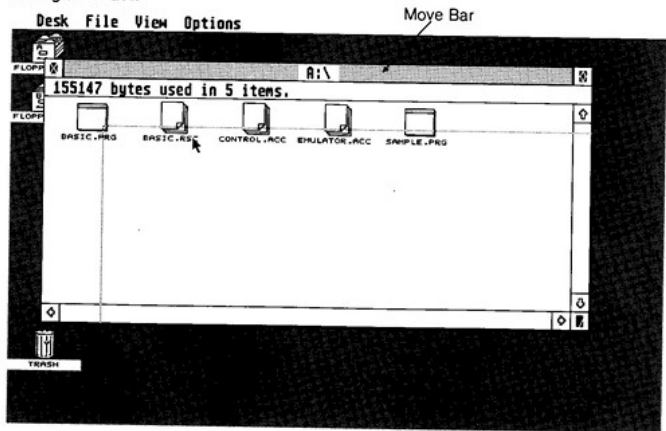 Move Bar
Desk File View Options
FLOPP
A:\
155147 bytes used in 5 items.
FLOPP
BASIC.PRG BASIC.RSC CONTROL.ACC EMULATOR.ACC SAMPLE.PRG
TRASH